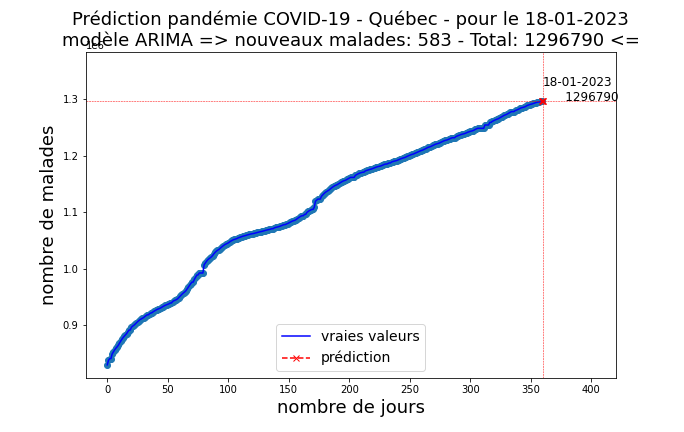 Prédiction pandémie COVID-19 - Québec - pour le 18-01-2023
modèle ARIMA => nouveaux malades: 583 - Total: 1296790 <=
1e6
18-01-2023
1296790
1.3
1.2
1.1
1.0
0.9
nombre de malades
vraies valeurs
prédiction
0 50 100 150 200 250 300 350 400
nombre de jours